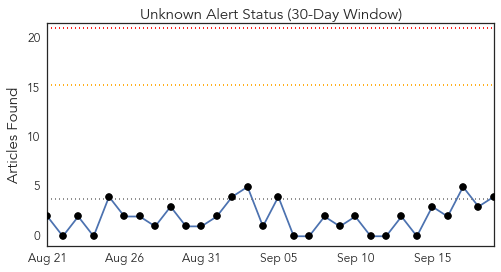 Unknown Alert Status (30-Day Window)
Articles Found
20
15
10
5
0
Aug 21 Aug 26 Aug 31 Sep 05 Sep 10 Sep 15